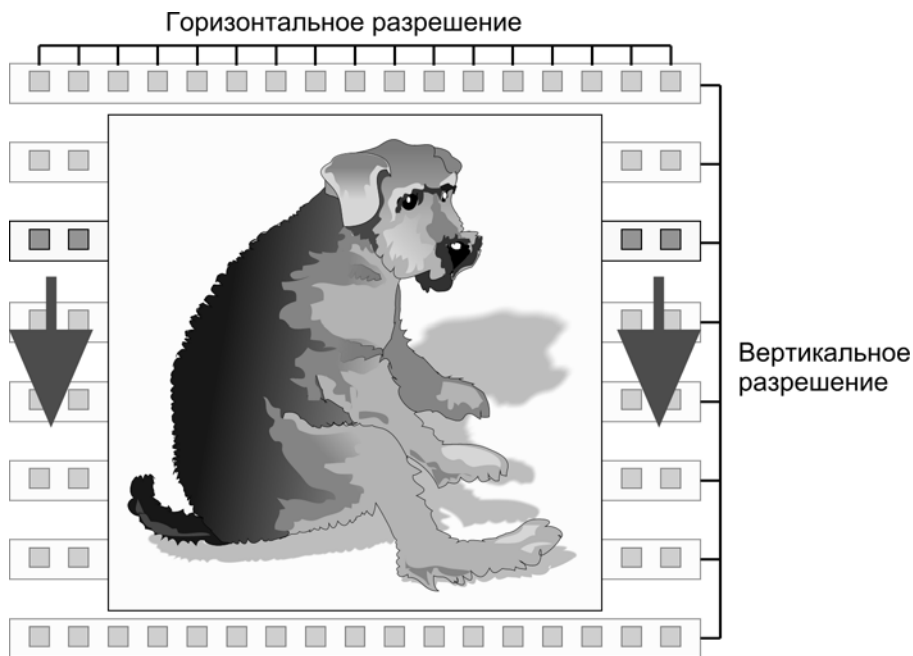 Горизонтальное разрешение
Вертикальное
разрешение